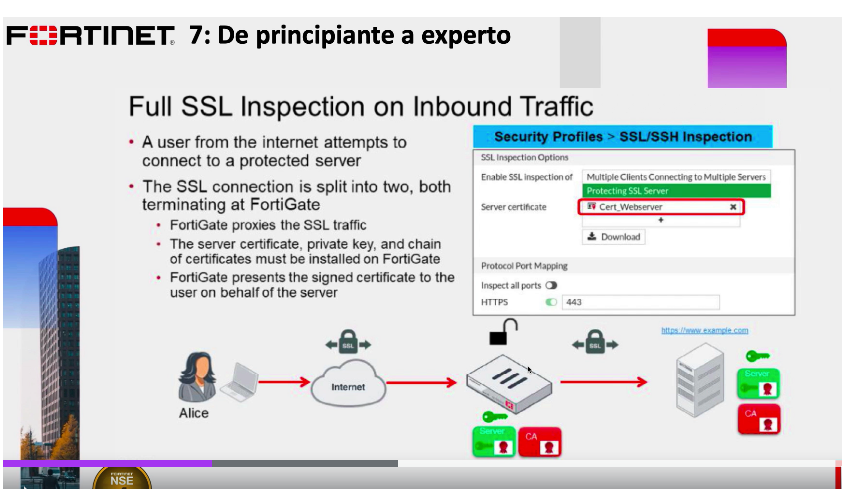 FORTINET 7: De principiante a experto
Full SSL Inspection on Inbound Traffic
• A user from the internet attempts to
connect to a protected server
• The SSL connection is split into two, both
terminating at FortiGate
• FortiGate proxies the SSL traffic
• The server certificate, private key, and chain
of certificates must be installed on FortiGate
• FortiGate presents the signed certificate to the
user on behalf of the server
Security Profiles > SSL/SSH Inspection
SSL Inspection Options
Enable SSL inspection of Multiple Clients Connecting to Multiple Servers
Protecting SSL Server
Server certificate Cert_Webserver ×
+
Download
Protocol Port Mapping
Inspect all ports
HTTPS 443
SSL
SSL
https://www.example.com
Internet
Alice
Server
CA
Server
CA
FORTINET
NSE